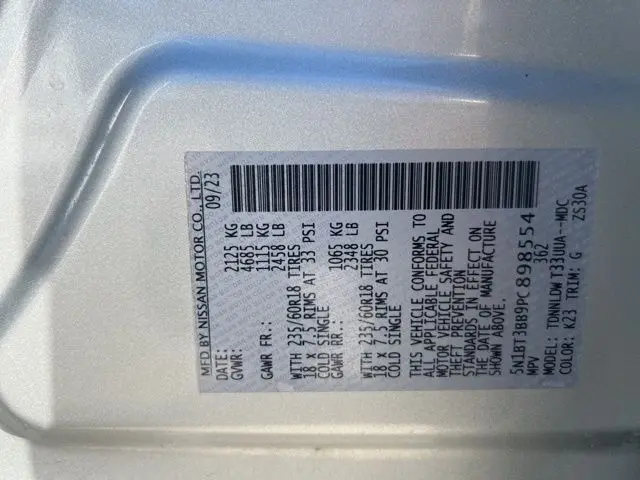 MFD BY NISSAN MOTOR CO., LTD.
DATE: 09/23
GVWR: 2125 KG
4685 LB
GAWR FR.: 1115 KG
2458 LB
WITH 235/60R18 TIRES
18 x 7.5 RIMS AT 33 PSI
COLD SINGLE
GAWR RR.: 1065 KG
2348 LB
WITH 235/60R18 TIRES
18 x 7.5 RIMS AT 30 PSI
COLD SINGLE
THIS VEHICLE CONFORMS TO
ALL APPLICABLE FEDERAL
MOTOR VEHICLE SAFETY AND
THEFT PREVENTION
STANDARDS IN EFFECT ON
THE DATE OF MANUFACTURE
SHOWN ABOVE.
5N1BT3BB9PC898554
MPV 362
MODEL: TDNNLDW T33UUA--MDC
COLOR: K23 TRIM: G ZS30A